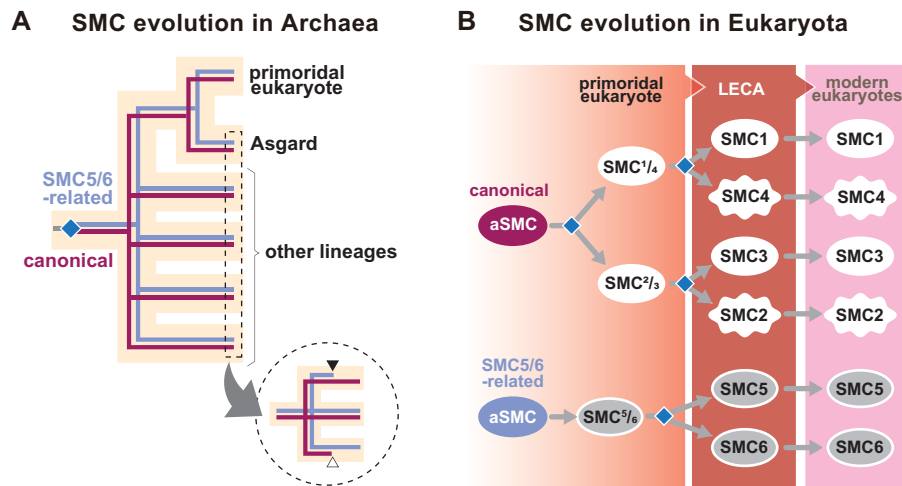 A SMC evolution in Archaea
primoridal
eukaryote
Asgard
SMC5/6
-related
canonical
other lineages
B SMC evolution in Eukaryota
primoridal
eukaryote
LECA
modern
eukaryotes
canonical
aSMC
SMC¹/₄
SMC²/₃
SMC1
SMC1
SMC4
SMC4
SMC3
SMC3
SMC2
SMC2
SMC5/6
-related
aSMC
SMC⁵/₆
SMC5
SMC5
SMC6
SMC6